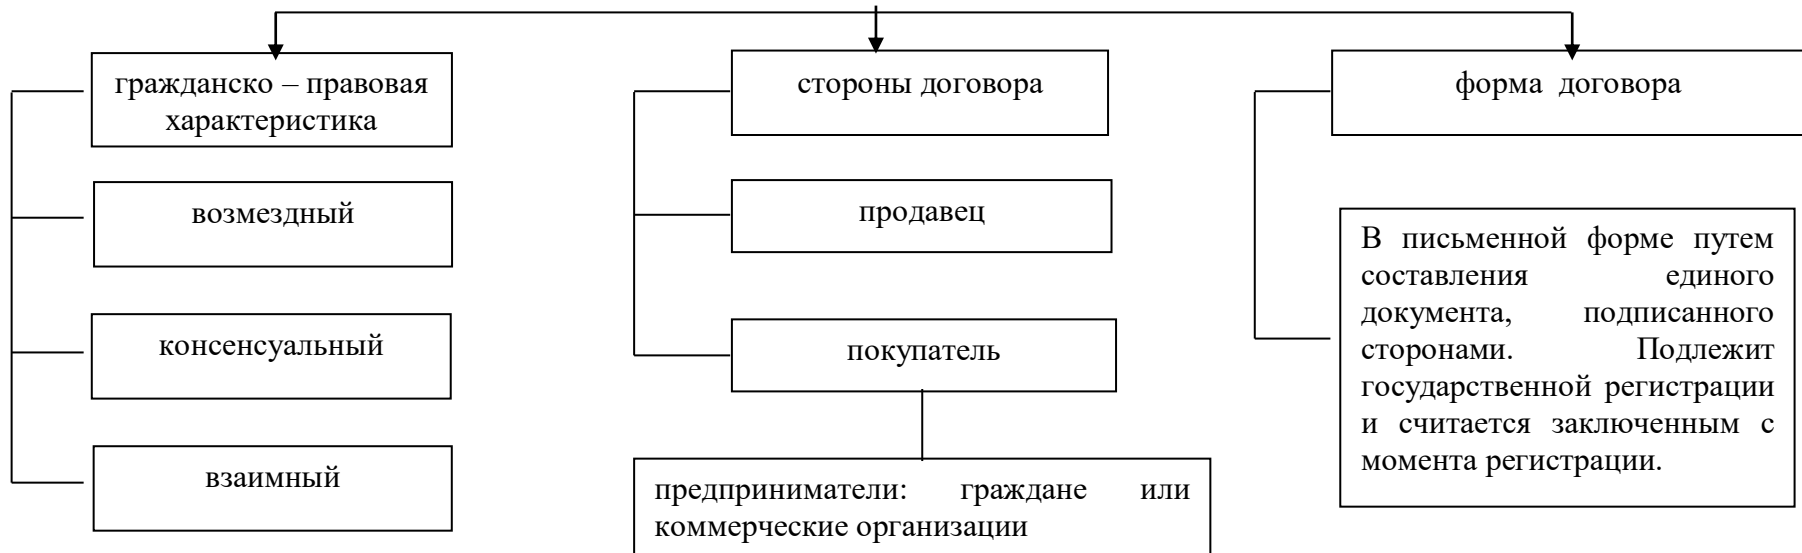 гражданско – правовая
характеристика
возмездный
консенсуальный
взаимный
стороны договора
продавец
покупатель
предприниматели: граждане или
коммерческие организации
форма договора
В письменной форме путем
составления единого
документа, подписанного
сторонами. Подлежит
государственной регистрации
и считается заключенным с
момента регистрации.